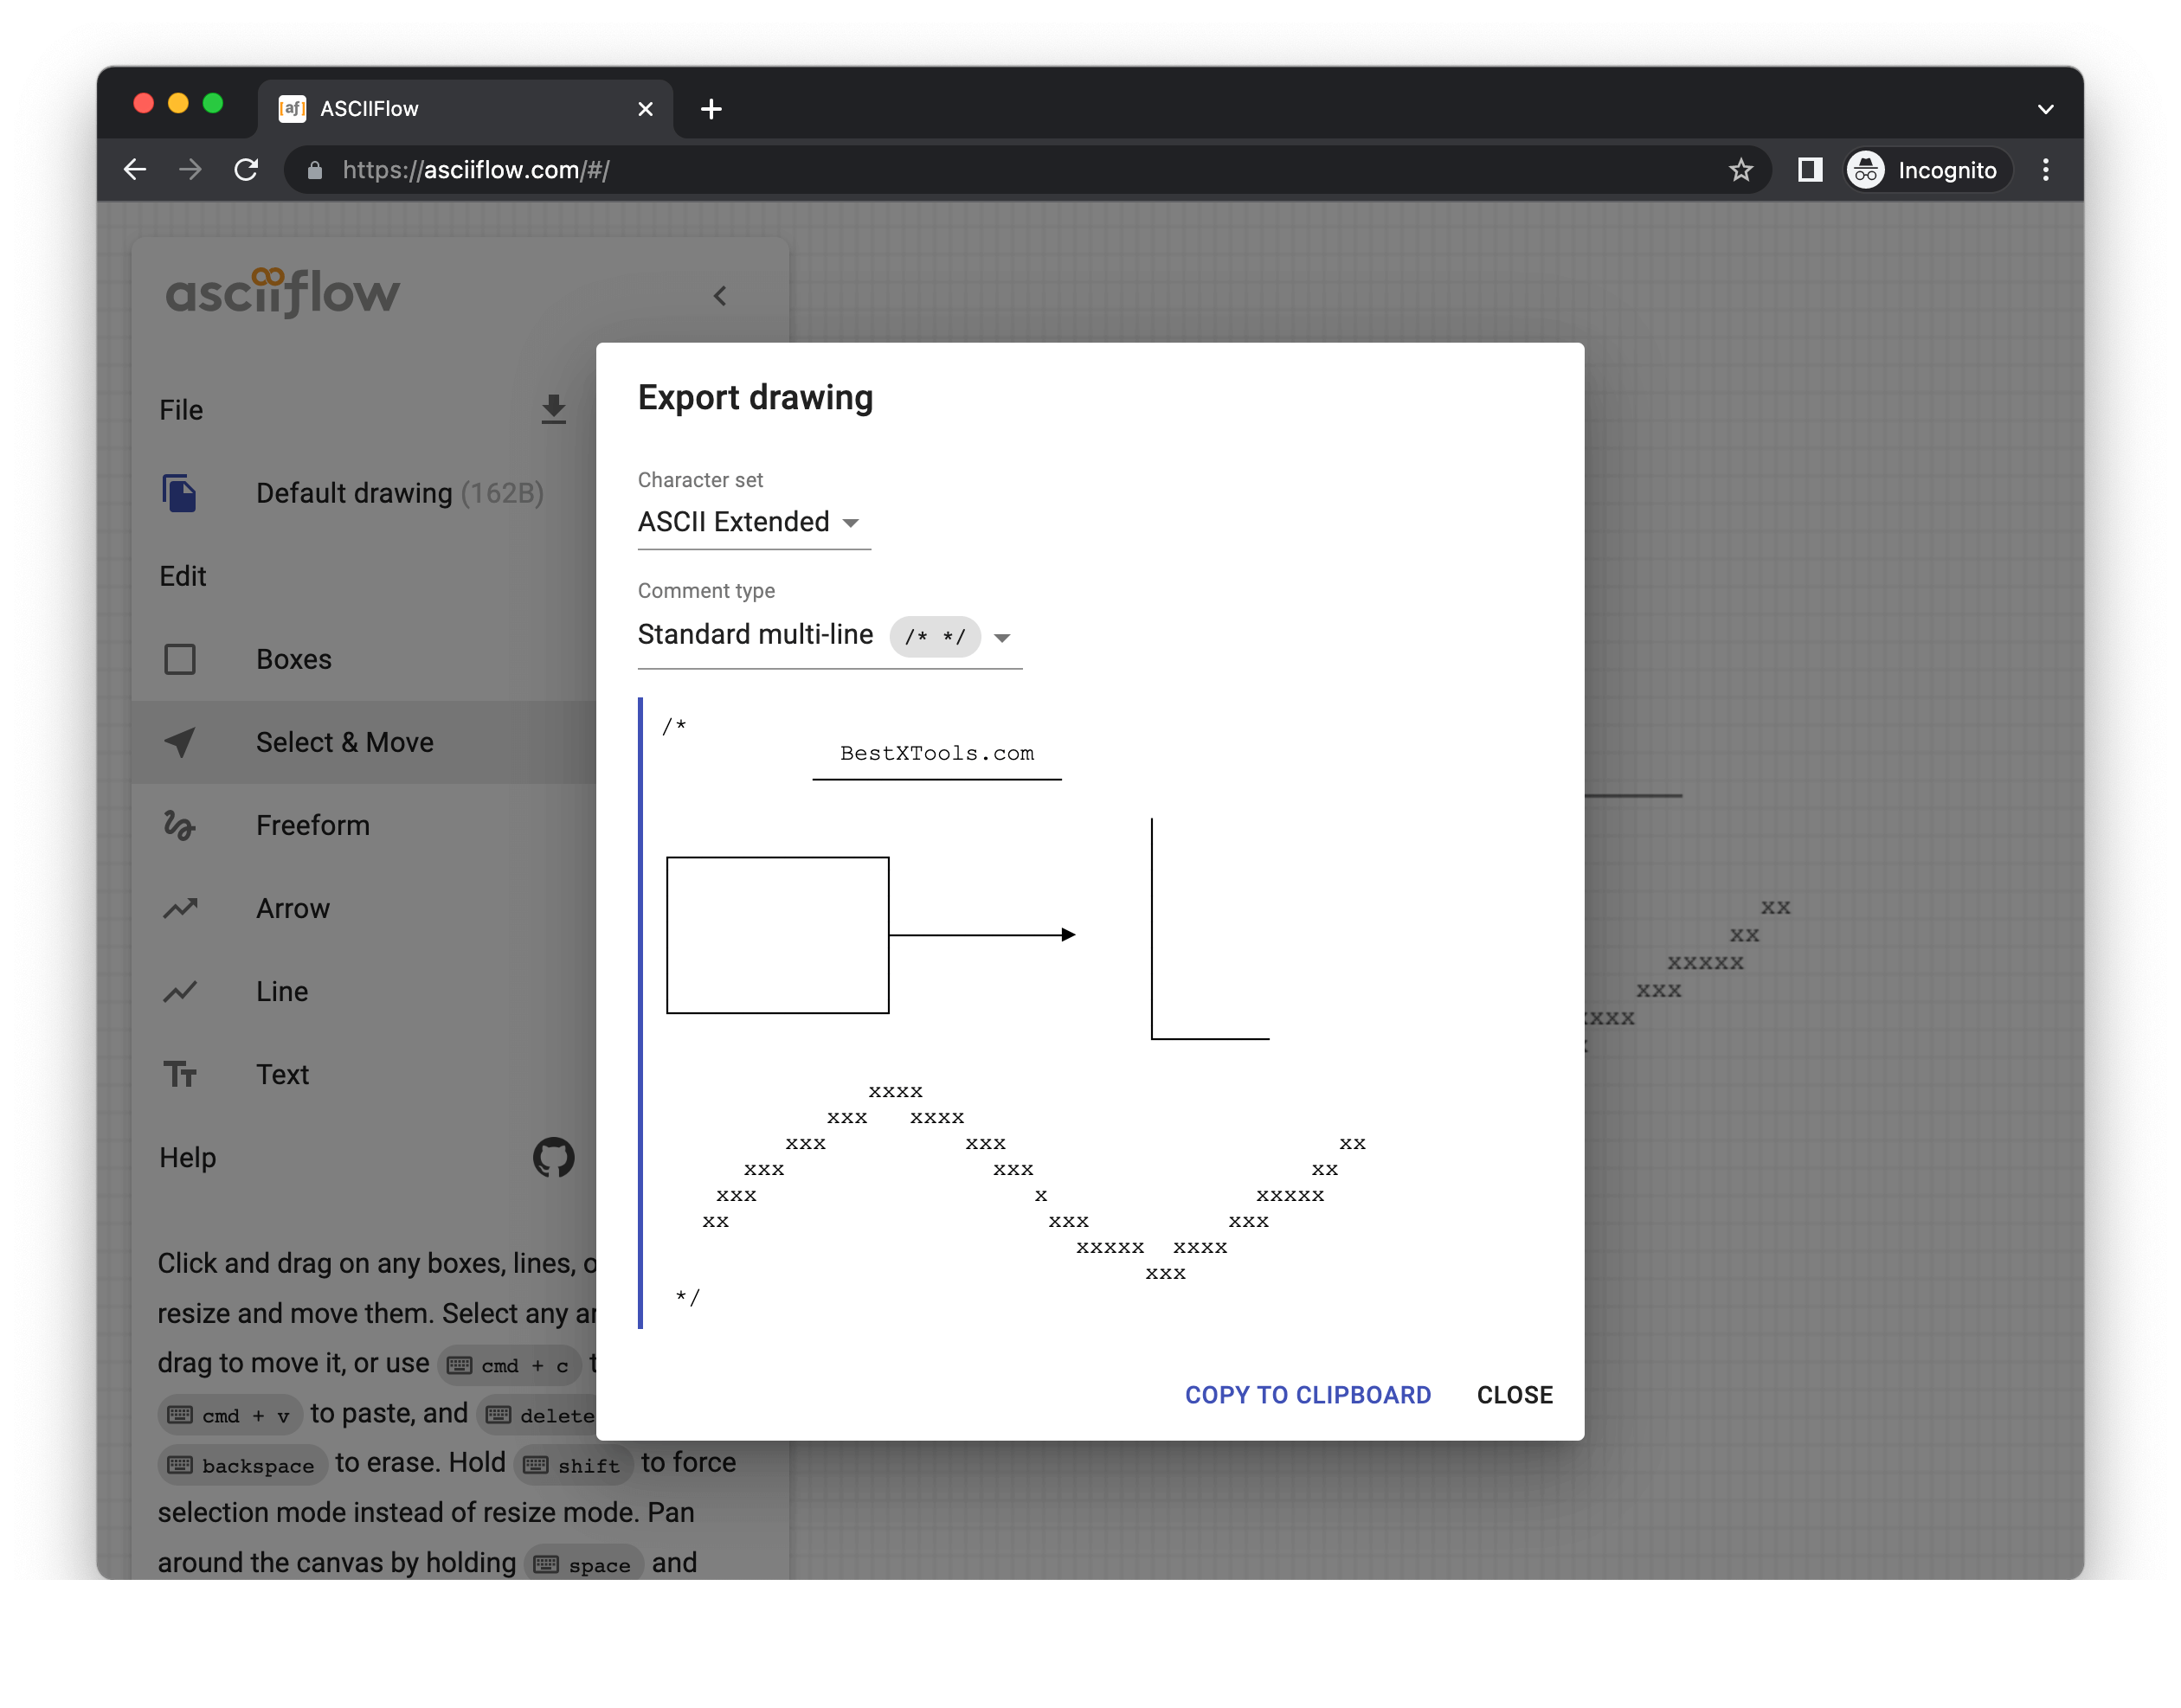 [af] ASCIIFlow
https://asciiflow.com/#/
Incognito
asciiflow
File
Default drawing (162B)
Edit
Boxes
Select & Move
Freeform
Arrow
Line
Text
Help
Click and drag on any boxes, lines, o
resize and move them. Select any ar
drag to move it, or use cmd + c t
cmd + v to paste, and delete
backspace to erase. Hold shift to force
selection mode instead of resize mode. Pan
around the canvas by holding space and
Export drawing
Character set
ASCII Extended
Comment type
Standard multi-line /* */
/*
BestXTools.com
xxxx
xxx xxxx
xxx xxx xx
xxx xxx xx
xxx x xxxxx
xx xxx xxx
xxxxx xxxx
xxx
*/
COPY TO CLIPBOARD
CLOSE
xx
xx
xxxxx
xxx
xxxx